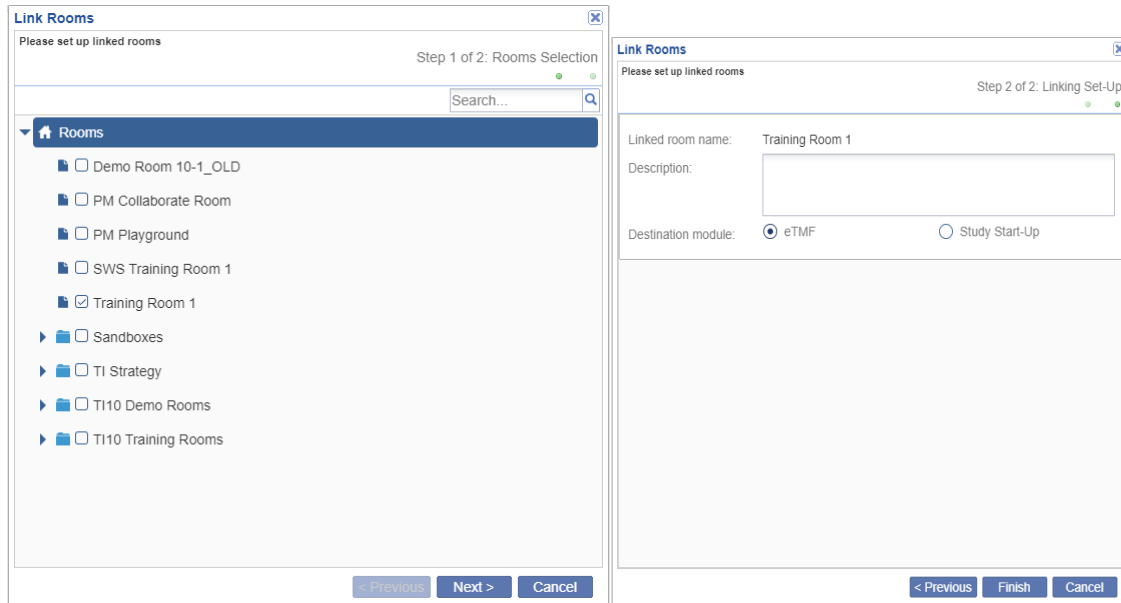 Link Rooms
Please set up linked rooms
Step 1 of 2: Rooms Selection
Search...
Rooms
Demo Room 10-1_OLD
PM Collaborate Room
PM Playground
SWS Training Room 1
Training Room 1
Sandboxes
TI Strategy
TI10 Demo Rooms
TI10 Training Rooms
< Previous Next > Cancel
Link Rooms
Please set up linked rooms
Step 2 of 2: Linking Set-Up
Linked room name: Training Room 1
Description:
Destination module: eTMF Study Start-Up
< Previous Finish Cancel